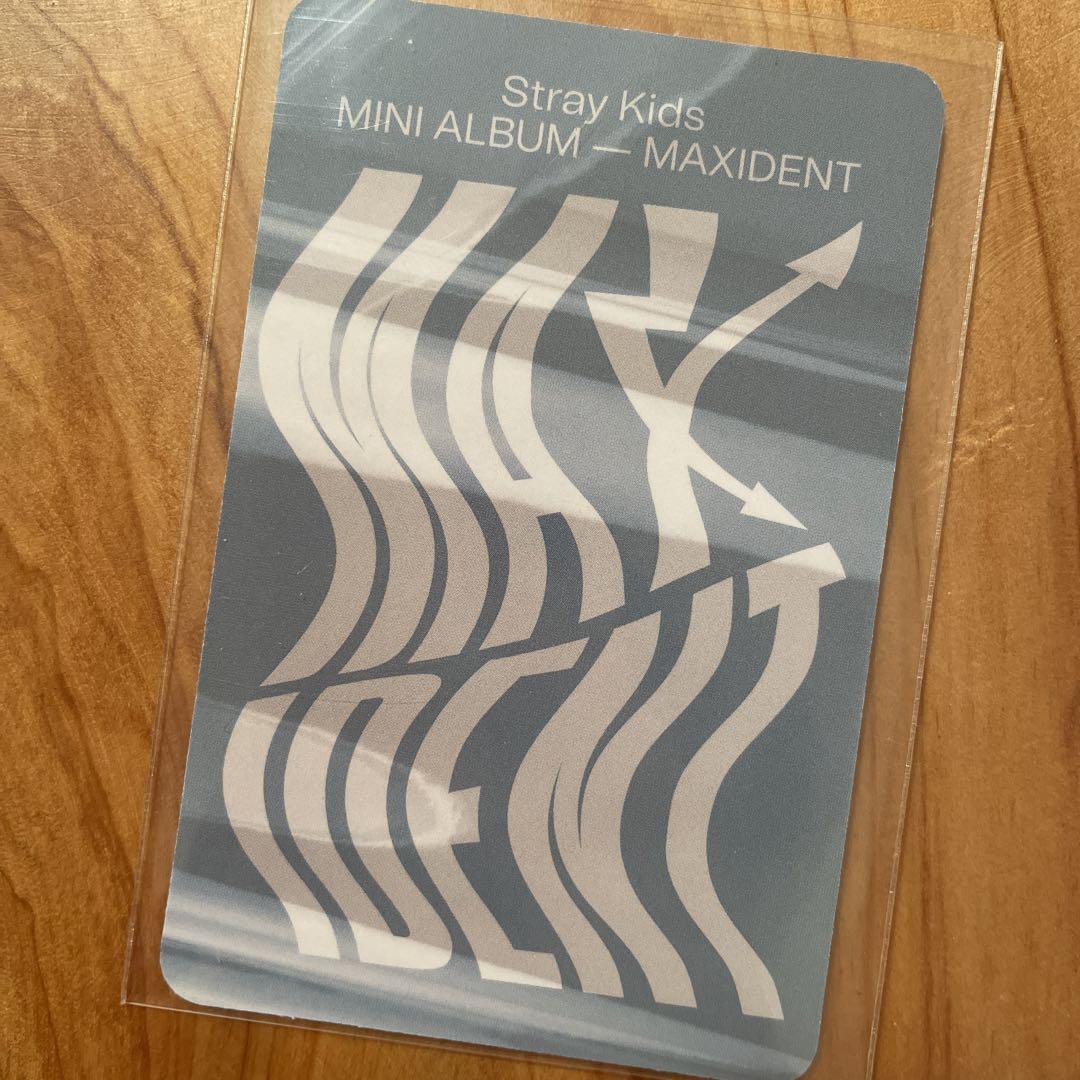 Stray Kids
MINI ALBUM — MAXIDENT
MAX
IDENT